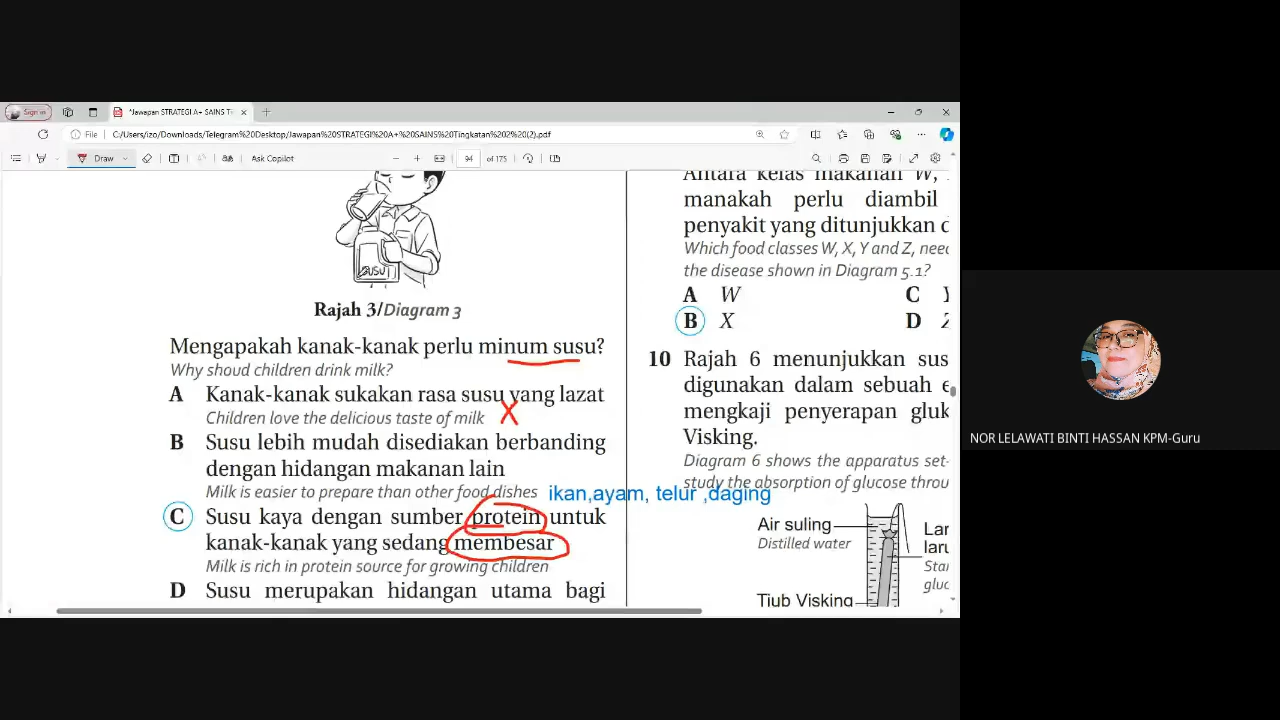 Sign in
*Jawapan STRATEGI A+ SAINS Ti
File
C:/Users/izo/Downloads/Telegram%20Desktop/Jawapan%20STRATEGI%20A+%20SAINS%20Tingkatan%202%20(2).pdf
Draw
Ask Copilot
94 of 175
SUSU
Rajah 3/Diagram 3
Mengapakah kanak-kanak perlu minum susu?
Why shoud children drink milk?
A Kanak-kanak sukakan rasa susu yang lazat
Children love the delicious taste of milk
X
B Susu lebih mudah disediakan berbanding
dengan hidangan makanan lain
Milk is easier to prepare than other food dishes
ikan,ayam, telur ,daging
C Susu kaya dengan sumber protein untuk
kanak-kanak yang sedang membesar
Milk is rich in protein source for growing children
D Susu merupakan hidangan utama bagi
Antara kelas makanan W,
manakah perlu diambil
penyakit yang ditunjukkan d
Which food classes W, X, Y and Z, need
the disease shown in Diagram 5.1?
A W
C
B X
D
10 Rajah 6 menunjukkan sus
digunakan dalam sebuah e
mengkaji penyerapan gluk
Visking.
Diagram 6 shows the apparatus set-
study the absorption of glucose throu
Air suling
Distilled water
Lar
laru
Star
gluc
Tiub Visking
NOR LELAWATI BINTI HASSAN KPM-Guru